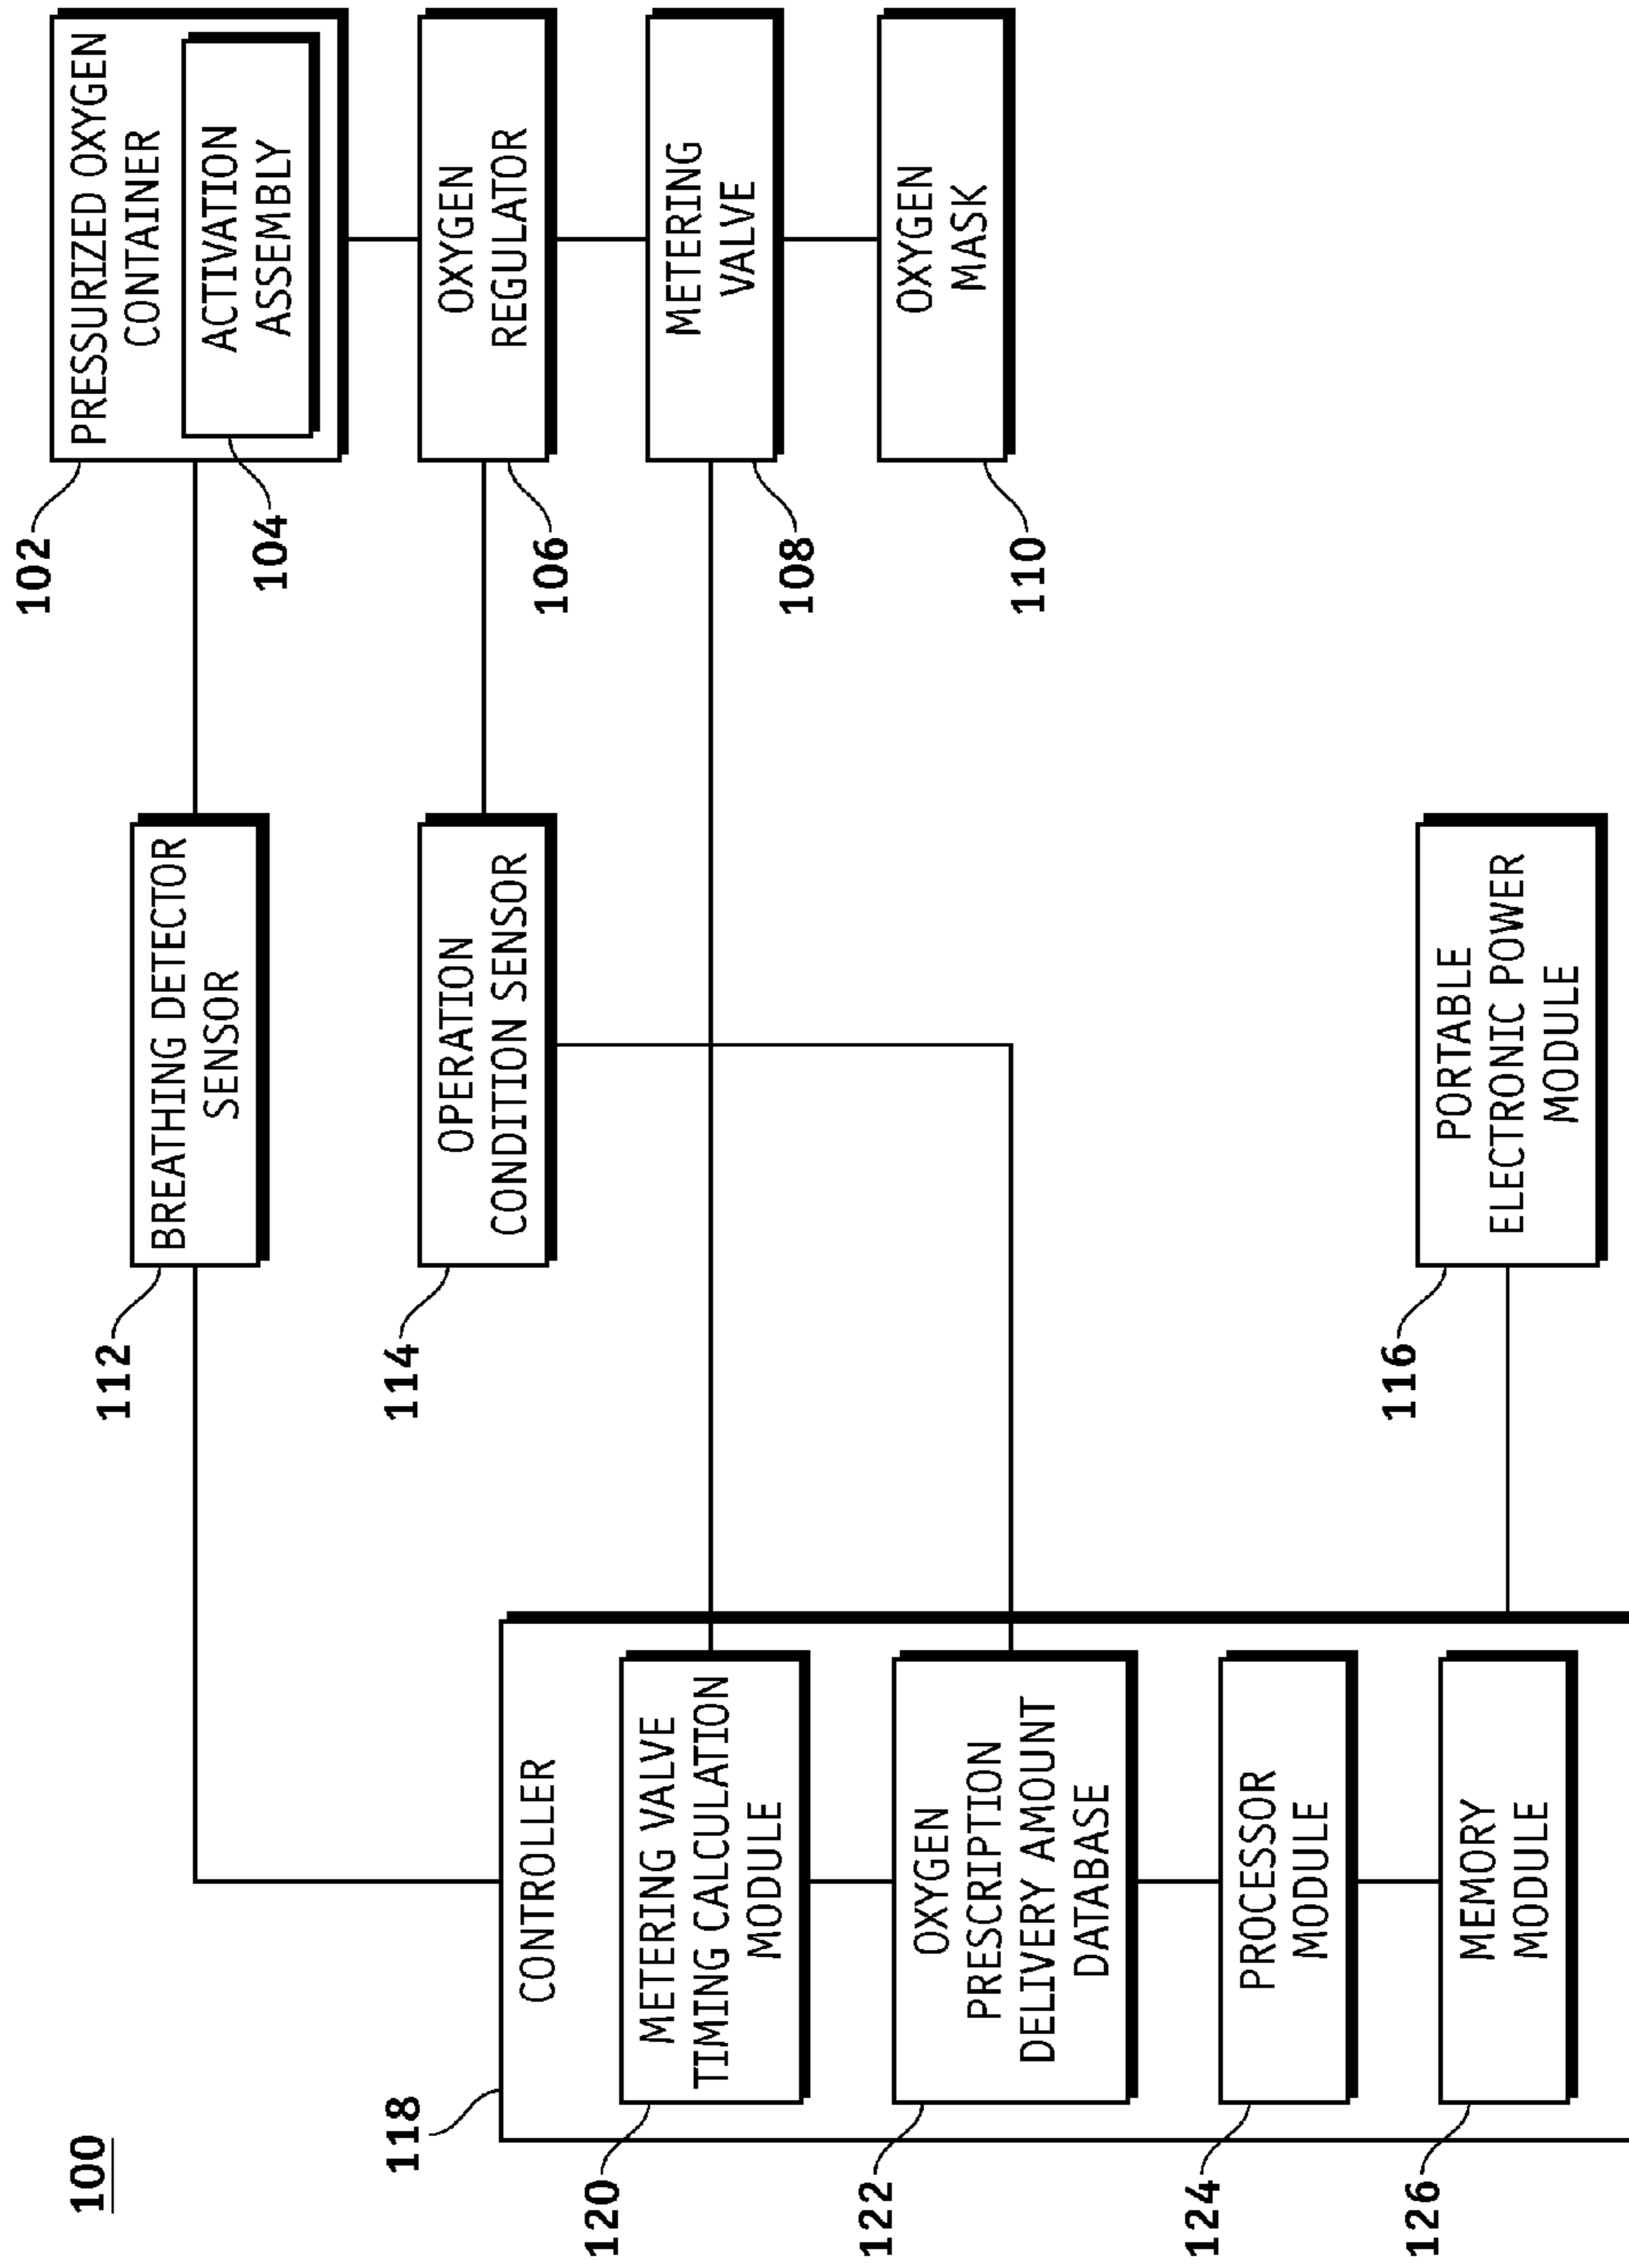 100
118
CONTROLLER
120
METERING VALVE
TIMING CALCULATION
MODULE
122
OXYGEN
PRESCRIPTION
DELIVERY AMOUNT
DATABASE
124
PROCESSOR
MODULE
126
MEMORY
MODULE
112
BREATHING DETECTOR
SENSOR
114
OPERATION
CONDITION SENSOR
116
PORTABLE
ELECTRONIC POWER
MODULE
102
PRESSURIZED OXYGEN
CONTAINER
104
ACTIVATION
ASSEMBLY
106
OXYGEN
REGULATOR
108
METERING
VALVE
110
OXYGEN
MASK